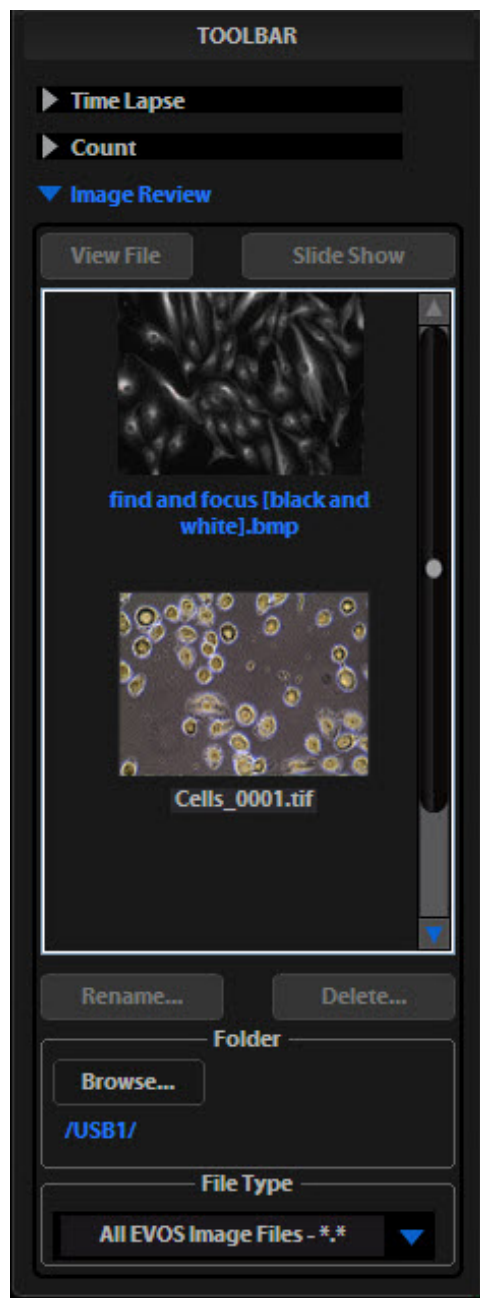 TOOLBAR
Time Lapse
Count
Image Review
View File
Slide Show
find and focus [black and
white].bmp
Cells_0001.tif
Rename...
Delete...
Folder
Browse...
/USB1/
File Type
All EVOS Image Files - *.*